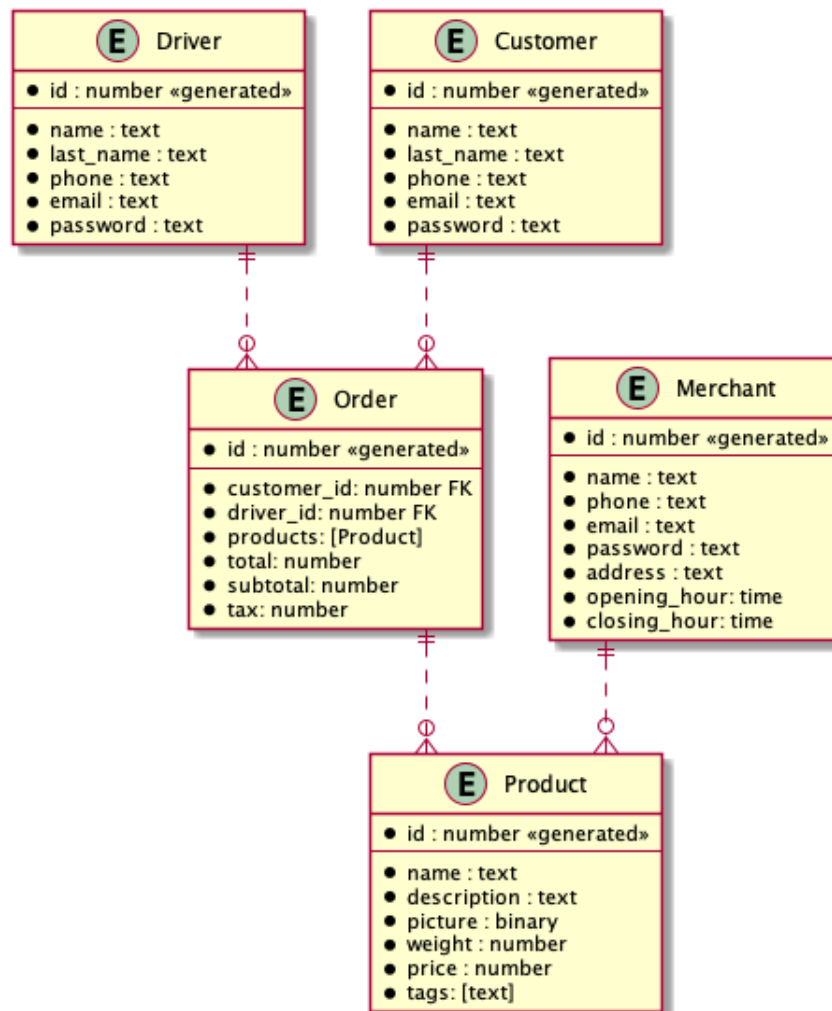 E Driver
id : number «generated»
name : text
last_name : text
phone : text
email : text
password : text
E Customer
id : number «generated»
name : text
last_name : text
phone : text
email : text
password : text
E Order
id : number «generated»
customer_id: number FK
driver_id: number FK
products: [Product]
total: number
subtotal: number
tax: number
E Merchant
id : number «generated»
name : text
phone : text
email : text
password : text
address : text
opening_hour: time
closing_hour: time
E Product
id : number «generated»
name : text
description : text
picture : binary
weight : number
price : number
tags: [text]